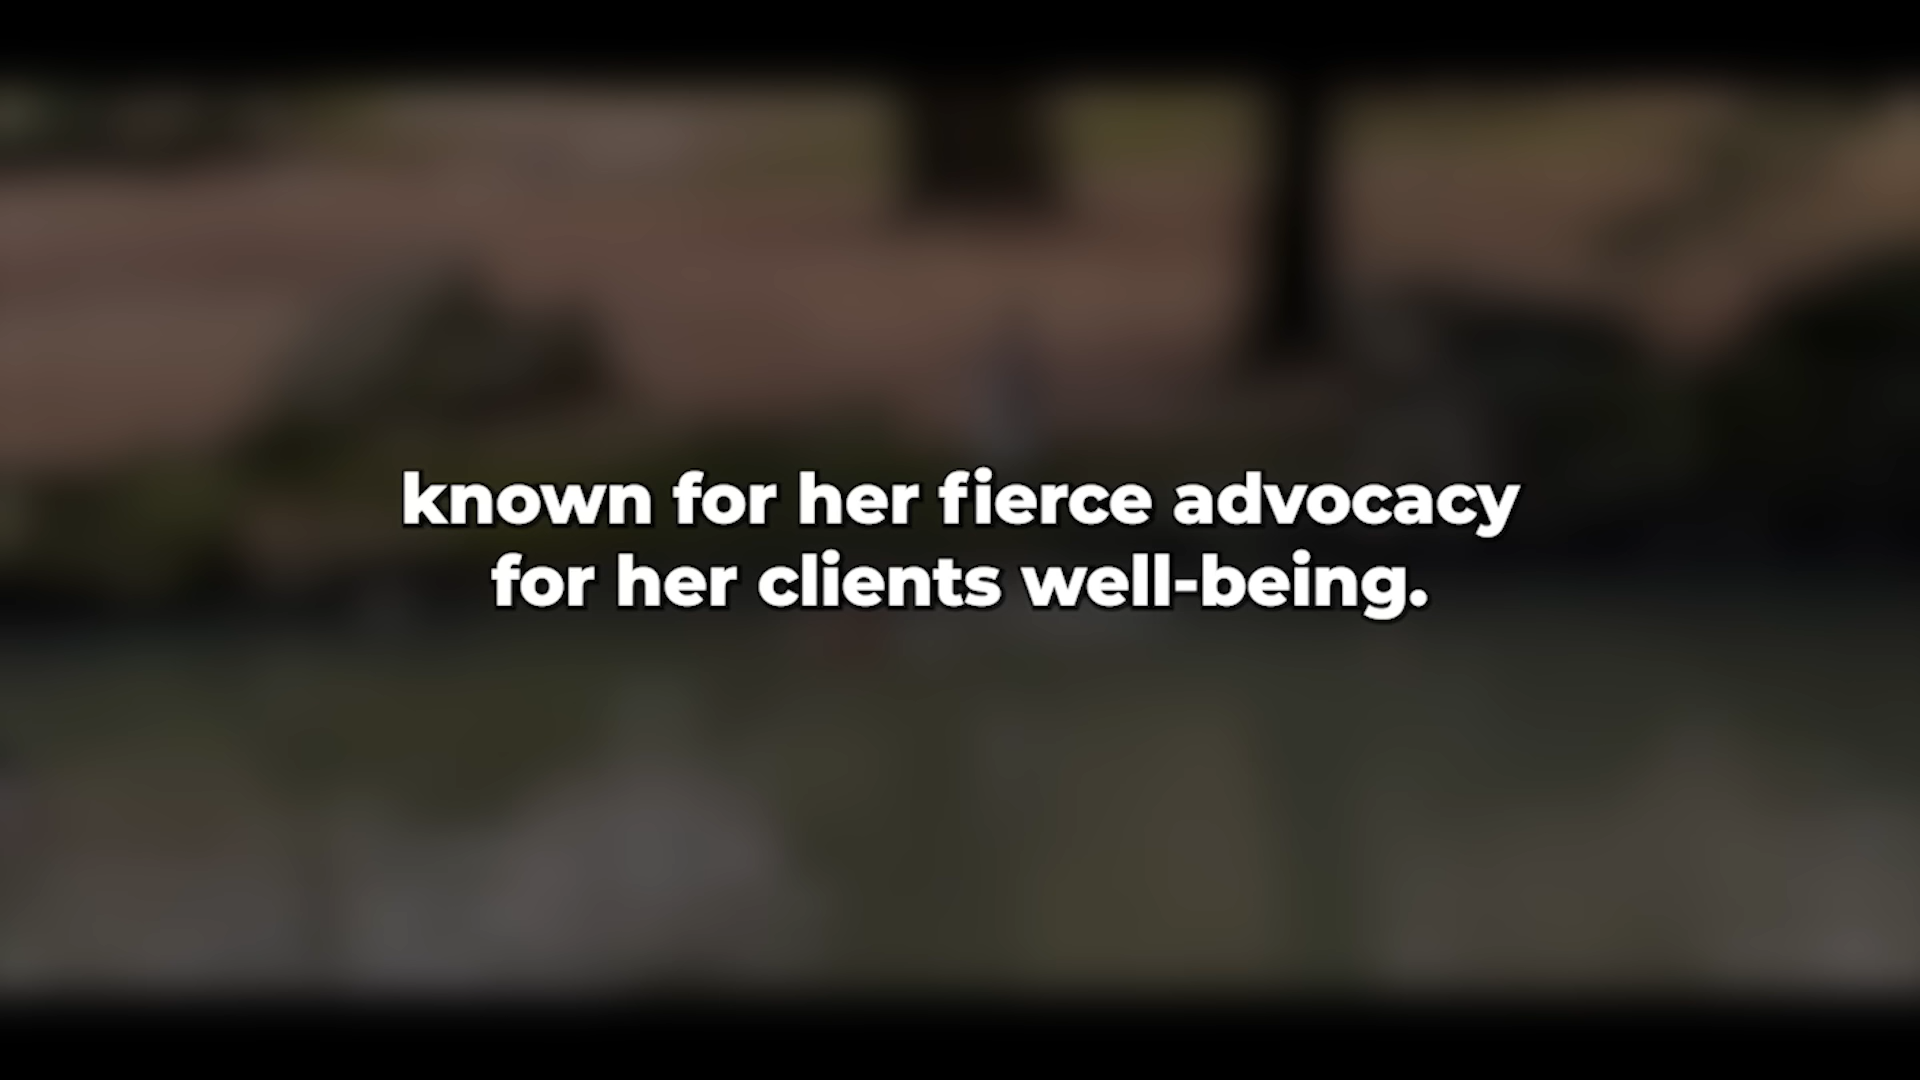 known for her fierce advocacy
for her clients well-being.